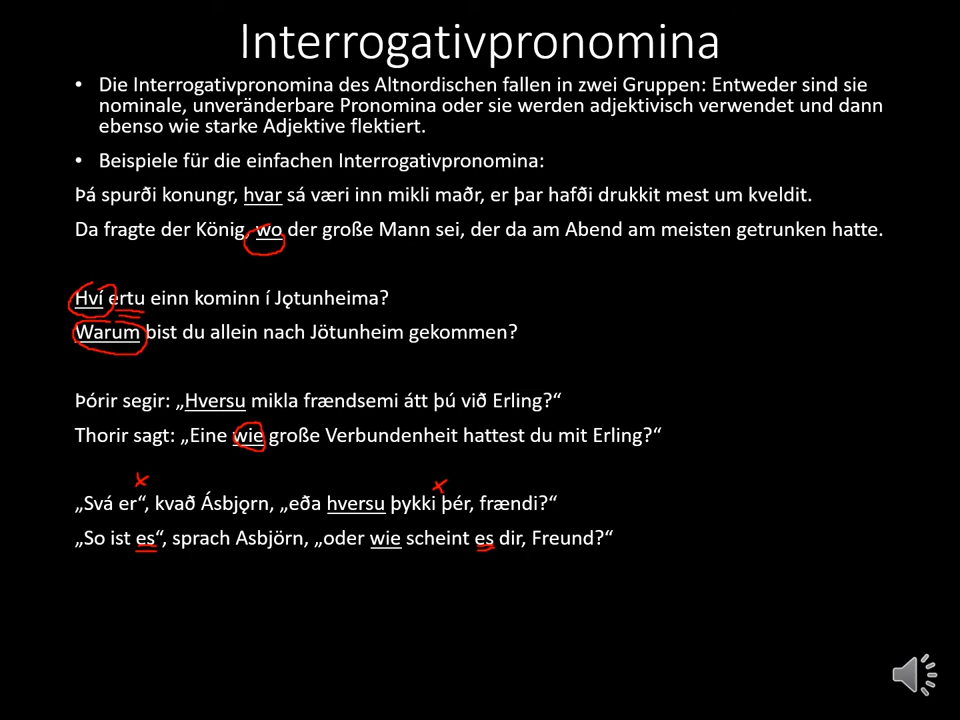 Interrogativpronomina
• Die Interrogativpronomina des Altnordischen fallen in zwei Gruppen: Entweder sind sie
nominale, unveränderbare Pronomina oder sie werden adjektivisch verwendet und dann
ebenso wie starke Adjektive flektiert.
• Beispiele für die einfachen Interrogativpronomina:
Þá spurði konungr, hvar sá væri inn mikli maðr, er þar hafði drukkit mest um kveldit.
Da fragte der König, wo der große Mann sei, der da am Abend am meisten getrunken hatte.
Hví ertu einn kominn í Jǫtunheima?
Warum bist du allein nach Jötunheim gekommen?
Þórir segir: „Hversu mikla frændsemi átt þú við Erling?“
Thorir sagt: „Eine wie große Verbundenheit hattest du mit Erling?“
„Svá er“, kvað Ásbjǫrn, „eða hversu þykki þér, frændi?“
„So ist es“, sprach Asbjörn, „oder wie scheint es dir, Freund?“